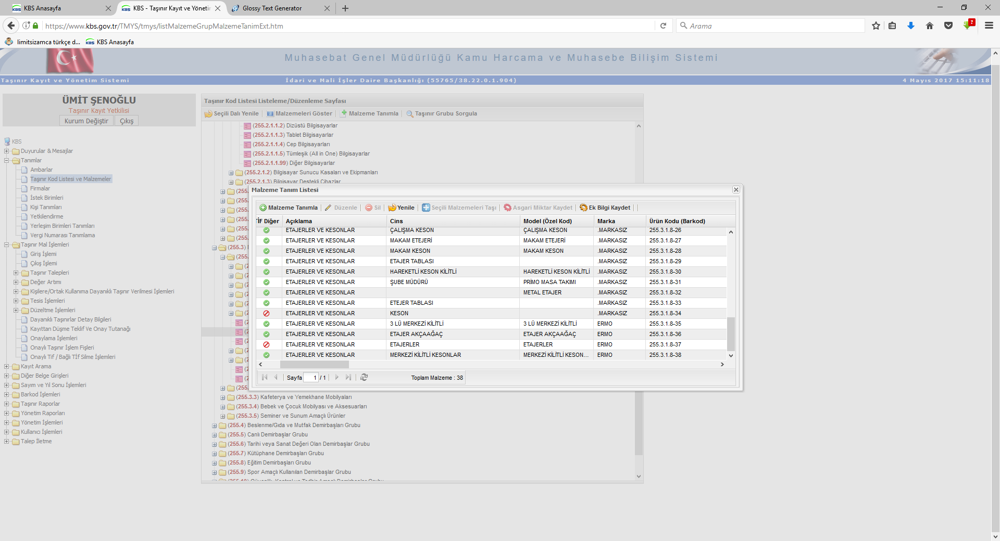 KBS Anasayfa
KBS - Taşınır Kayıt ve Yönetim
Glossy Text Generator
https://www.kbs.gov.tr/TMYS/tmys/listMalzemeGrupMalzemeTanimExt.htm
Arama
limitsizamca türkçe d...
KBS Anasayfa
Muhasebat Genel Müdürlüğü Kamu Harcama ve Muhasebe Bilişim Sistemi
Taşınır Kayıt ve Yönetim Sistemi
İdari ve Mali İşler Daire Başkanlığı (55765/38.22.0.1.904)
4 Mayıs 2017 15:11:18
ÜMİT ŞENOĞLU
Taşınır Kayıt Yetkilisi
Kurum Değiştir
Çıkış
KBS
Duyurular & Mesajlar
Tanımlar
Ambarlar
Taşınır Kod Listesi ve Malzemeler
Firmalar
İstek Birimleri
Kişi Tanımları
Yetkilendirme
Yerleşim Birimleri Tanımları
Vergi Numarası Tanımlama
Taşınır Mal İşlemleri
Giriş İşlemi
Çıkış İşlemi
Taşınır Talepleri
Değer Artımı
Kişilere/Ortak Kullanıma Dayanıklı Taşınır Verilmesi İşlemleri
Tesis İşlemleri
Düzeltme İşlemleri
Dayanıklı Taşınırlar Detay Bilgileri
Kayıttan Düşme Teklif Ve Onay Tutanağı
Onaylama İşlemleri
Onaylı Taşınır İşlem Fişleri
Onaylı Tif / Bağlı Tif Silme İşlemleri
Kayıt Arama
Diğer Belge Girişleri
Sayım ve Yıl Sonu İşlemleri
Barkod İşlemleri
Taşınır Raporlar
Yönetim Raporları
Yönetim İşlemleri
Kullanıcı İşlemleri
Talep İletme
Taşınır Kod Listesi Listeleme/Düzenleme Sayfası
Seçili Dalı Yenile
Malzemeleri Göster
Malzeme Tanımla
Taşınır Grubu Sorgula
(255.2.1.1.2) Dizüstü Bilgisayarlar
(255.2.1.1.3) Tablet Bilgisayarlar
(255.2.1.1.4) Cep Bilgisayarları
(255.2.1.1.5) Tümleşik (All in One) Bilgisayarlar
(255.2.1.1.99) Diğer Bilgisayarlar
(255.2.1.2) Bilgisayar Sunucu Kasaları ve Ekipmanları
(255.2.1.3) Bilgisayar Destekli Cihazlar
(255.3)
Malzeme Tanım Listesi
Malzeme Tanımla
Düzenle
Sil
Yenile
Seçili Malzemeleri Taşı
Asgari Miktar Kaydet
Ek Bilgi Kaydet
TİF Diğer Açıklama Cins Model (Özel Kod) Marka Ürün Kodu (Barkod)
ETAJERLER VE KESONLAR ÇALIŞMA KESON ÇALIŞMA KESON .MARKASIZ 255.3.1.8-26
ETAJERLER VE KESONLAR MAKAM ETEJERİ MAKAM ETEJERİ .MARKASIZ 255.3.1.8-27
ETAJERLER VE KESONLAR MAKAM KESON MAKAM KESON .MARKASIZ 255.3.1.8-28
ETAJERLER VE KESONLAR ETAJER TABLASI .MARKASIZ 255.3.1.8-29
ETAJERLER VE KESONLAR HAREKETLİ KESON KİLİTLİ HAREKETLİ KESON KİLİTLİ .MARKASIZ 255.3.1.8-30
ETAJERLER VE KESONLAR ŞUBE MÜDÜRÜ PRİMO MASA TAKIMI .MARKASIZ 255.3.1.8-31
ETAJERLER VE KESONLAR METAL ETAJER .MARKASIZ 255.3.1.8-32
ETAJERLER VE KESONLAR ETEJER TABLASI .MARKASIZ 255.3.1.8-33
ETAJERLER VE KESONLAR KESON .MARKASIZ 255.3.1.8-34
ETAJERLER VE KESONLAR 3 LÜ MERKEZİ KİLİTLİ 3 LÜ MERKEZİ KİLİTLİ ERMO 255.3.1.8-35
ETAJERLER VE KESONLAR ETAJER AKÇAAĞAÇ ETAJER AKÇAAĞAÇ ERMO 255.3.1.8-36
ETAJERLER VE KESONLAR ETAJERLER ETAJERLER ERMO 255.3.1.8-37
ETAJERLER VE KESONLAR MERKEZİ KİLİTLİ KESONLAR MERKEZİ KİLİTLİ KESON... ERMO 255.3.1.8-38
Sayfa 1 / 1
Toplam Malzeme : 38
(255.3.3) Kafeterya ve Yemekhane Mobilyaları
(255.3.4) Bebek ve Çocuk Mobilyası ve Aksesuarları
(255.3.5) Seminer ve Sunum Amaçlı Ürünler
(255.4) Beslenme/Gıda ve Mutfak Demirbaşları Grubu
(255.5) Canlı Demirbaşlar Grubu
(255.6) Tarihi veya Sanat Değeri Olan Demirbaşlar Grubu
(255.7) Kütüphane Demirbaşları Grubu
(255.8) Eğitim Demirbaşları Grubu
(255.9) Spor Amaçlı Kullanılan Demirbaşlar Grubu